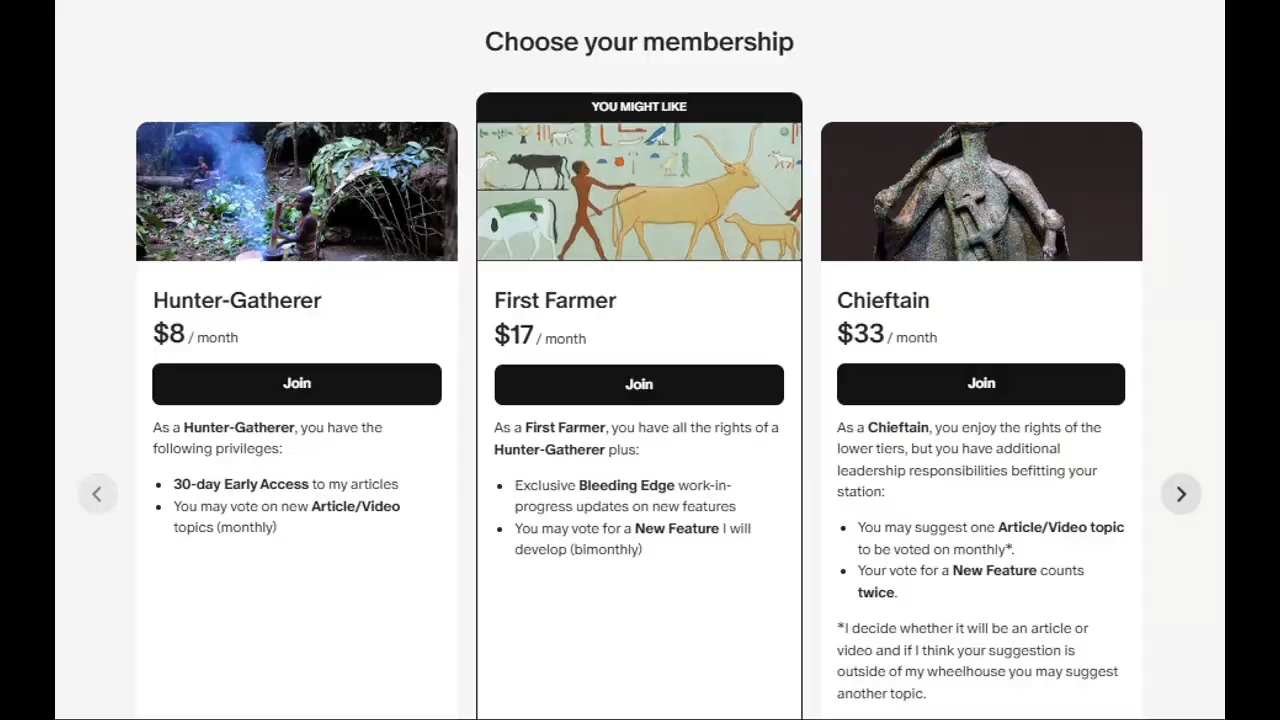 Choose your membership
YOU MIGHT LIKE
Hunter-Gatherer
$8 / month
Join
As a Hunter-Gatherer, you have the
following privileges:
30-day Early Access to my articles
You may vote on new Article/Video
topics (monthly)
First Farmer
$17 / month
Join
As a First Farmer, you have all the rights of a
Hunter-Gatherer plus:
Exclusive Bleeding Edge work-in-
progress updates on new features
You may vote for a New Feature I will
develop (bimonthly)
Chieftain
$33 / month
Join
As a Chieftain, you enjoy the rights of the
lower tiers, but you have additional
leadership responsibilities befitting your
station:
You may suggest one Article/Video topic
to be voted on monthly*.
Your vote for a New Feature counts
twice.
*I decide whether it will be an article or
video and if I think your suggestion is
outside of my wheelhouse you may suggest
another topic.